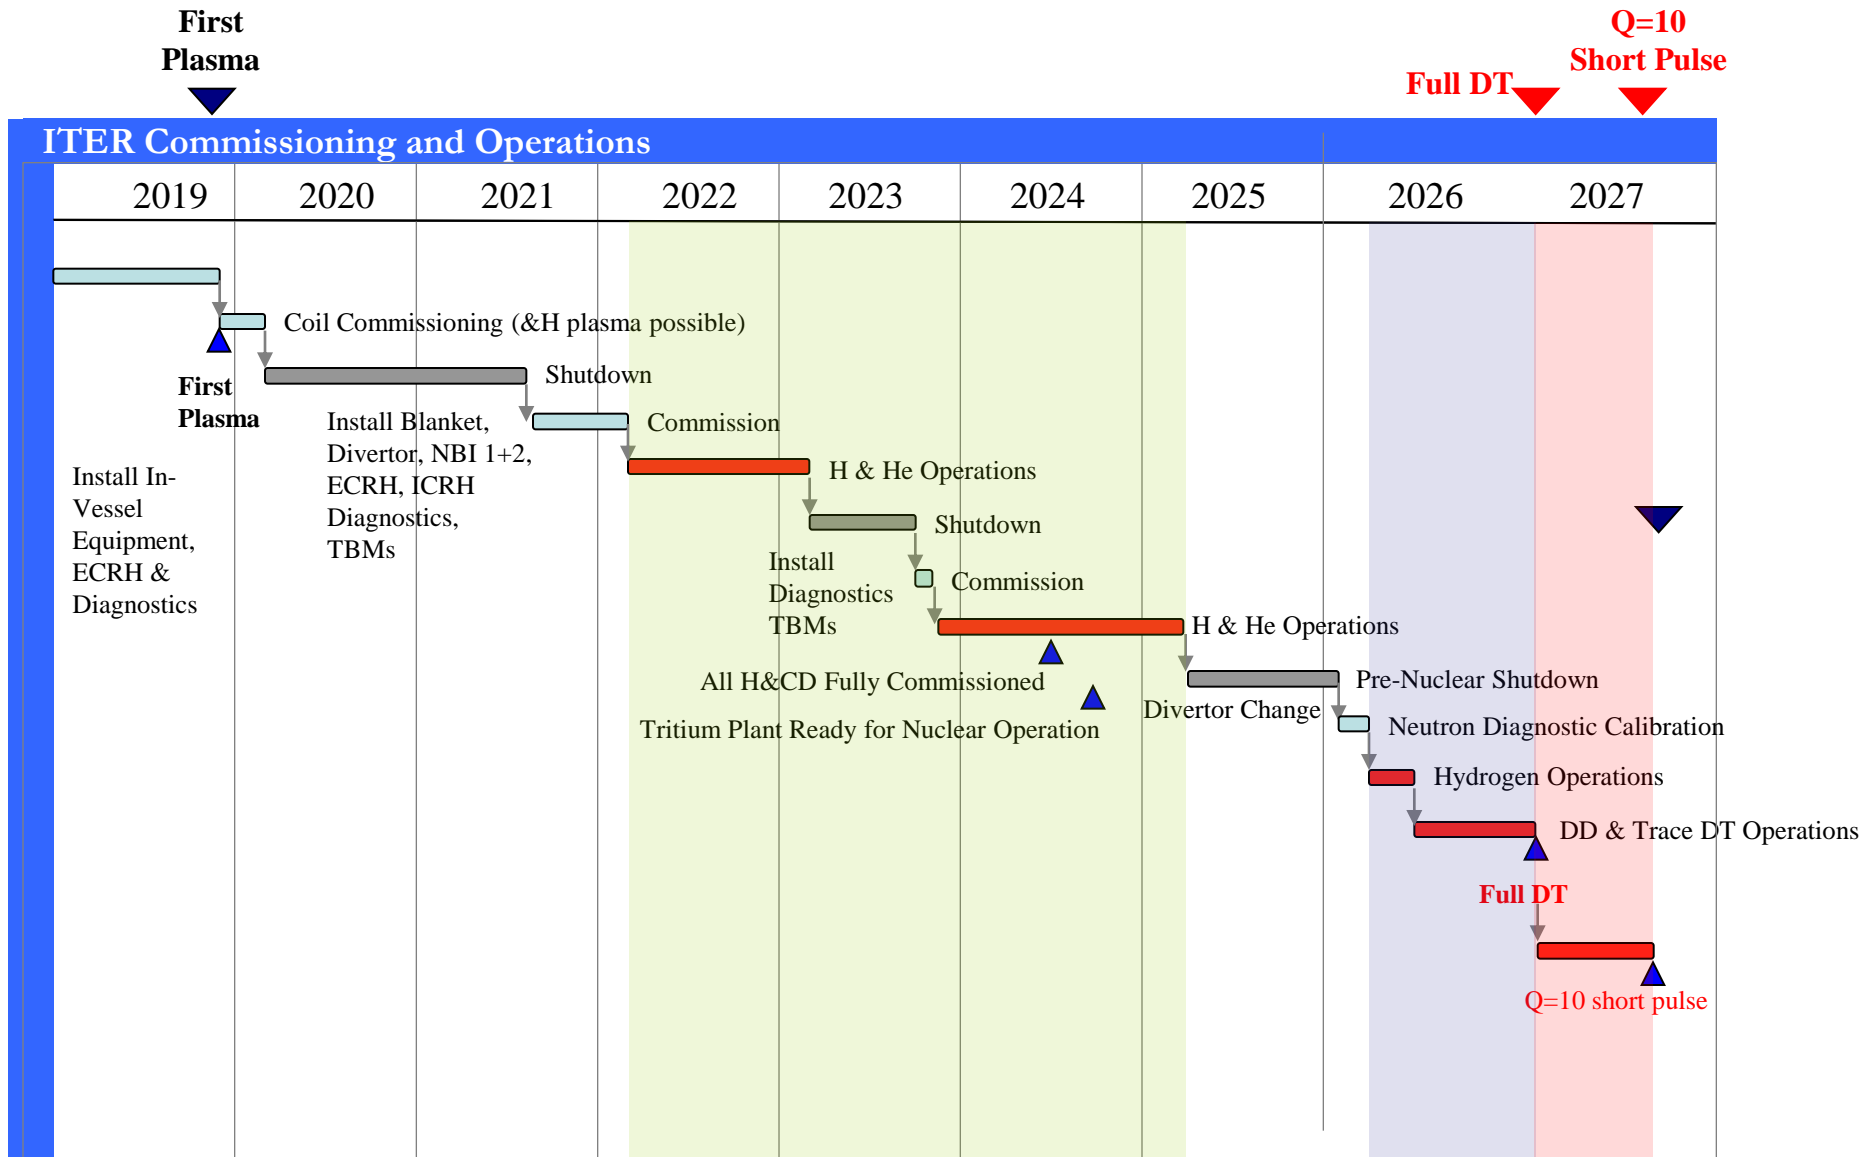 First
Plasma
Q=10
Short Pulse
Full DT
ITER Commissioning and Operations
2019 2020 2021 2022 2023 2024 2025 2026 2027
Coil Commissioning (&H plasma possible)
First
Plasma
Shutdown
Install Blanket,
Divertor, NBI 1+2,
ECRH, ICRH
Diagnostics,
TBMs
Commission
Install In-
Vessel
Equipment,
ECRH &
Diagnostics
H & He Operations
Shutdown
Install
Diagnostics
TBMs
Commission
H & He Operations
All H&CD Fully Commissioned
Tritium Plant Ready for Nuclear Operation
Pre-Nuclear Shutdown
Divertor Change
Neutron Diagnostic Calibration
Hydrogen Operations
DD & Trace DT Operations
Full DT
Q=10 short pulse